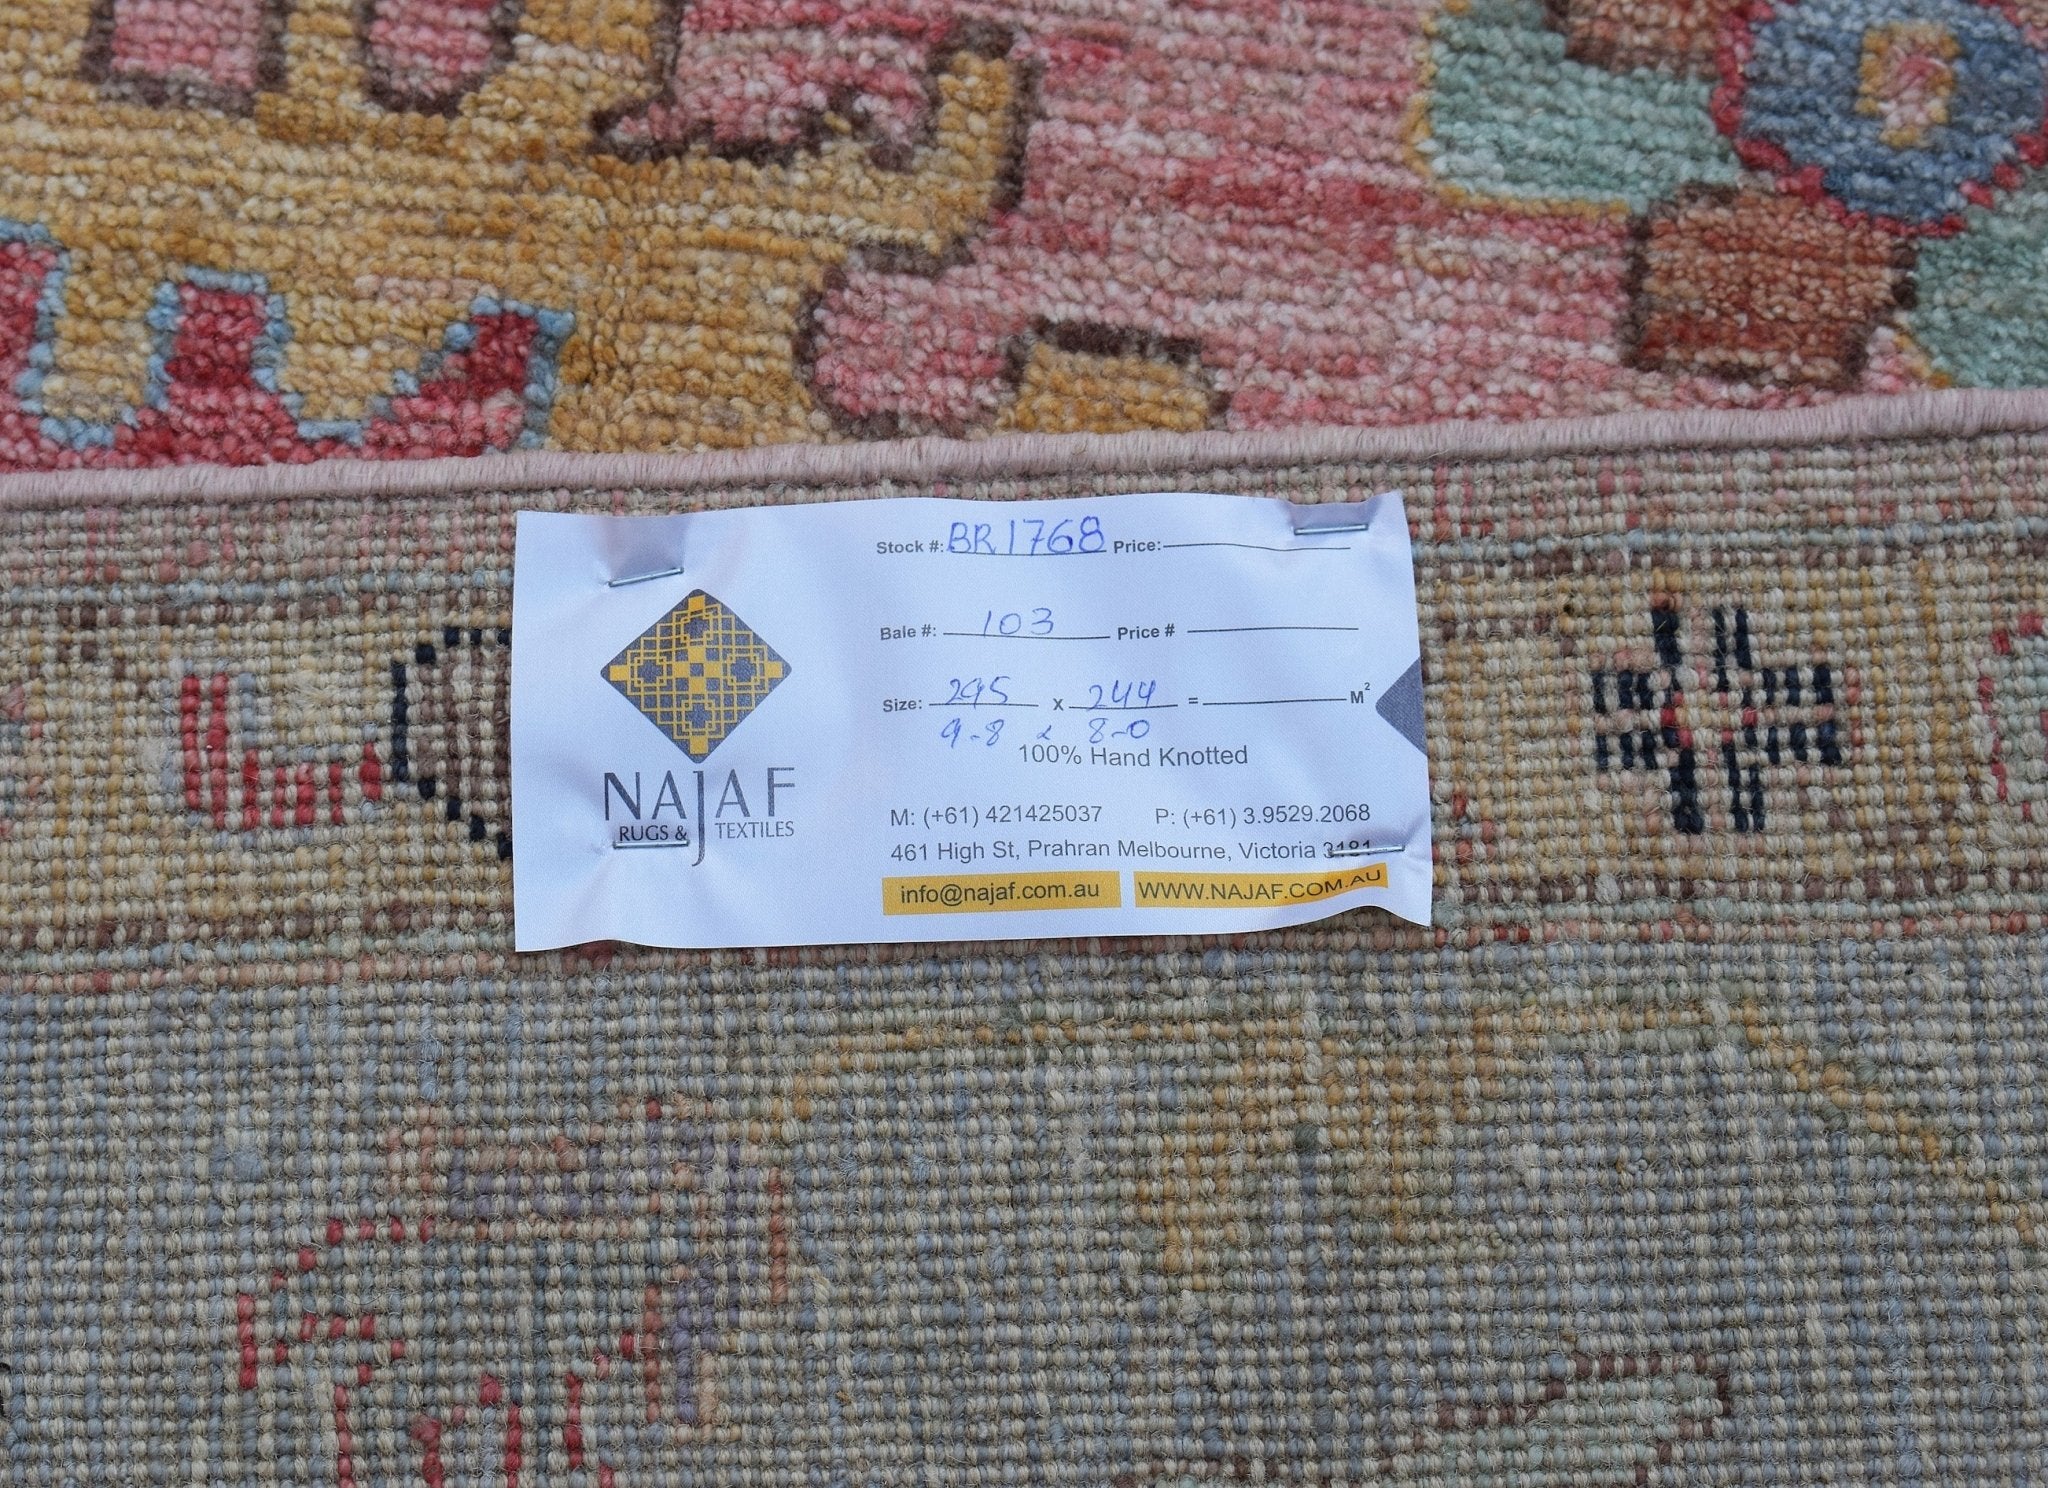 Stock #: BR1768 Price:
Bale #: 103 Price #
Size: 295 x 244 = M²
9-8 x 8-0
100% Hand Knotted
NAJAF
RUGS & TEXTILES
M: (+61) 421425037 P: (+61) 3.9529.2068
461 High St, Prahran Melbourne, Victoria 3181
info@najaf.com.au WWW.NAJAF.COM.AU